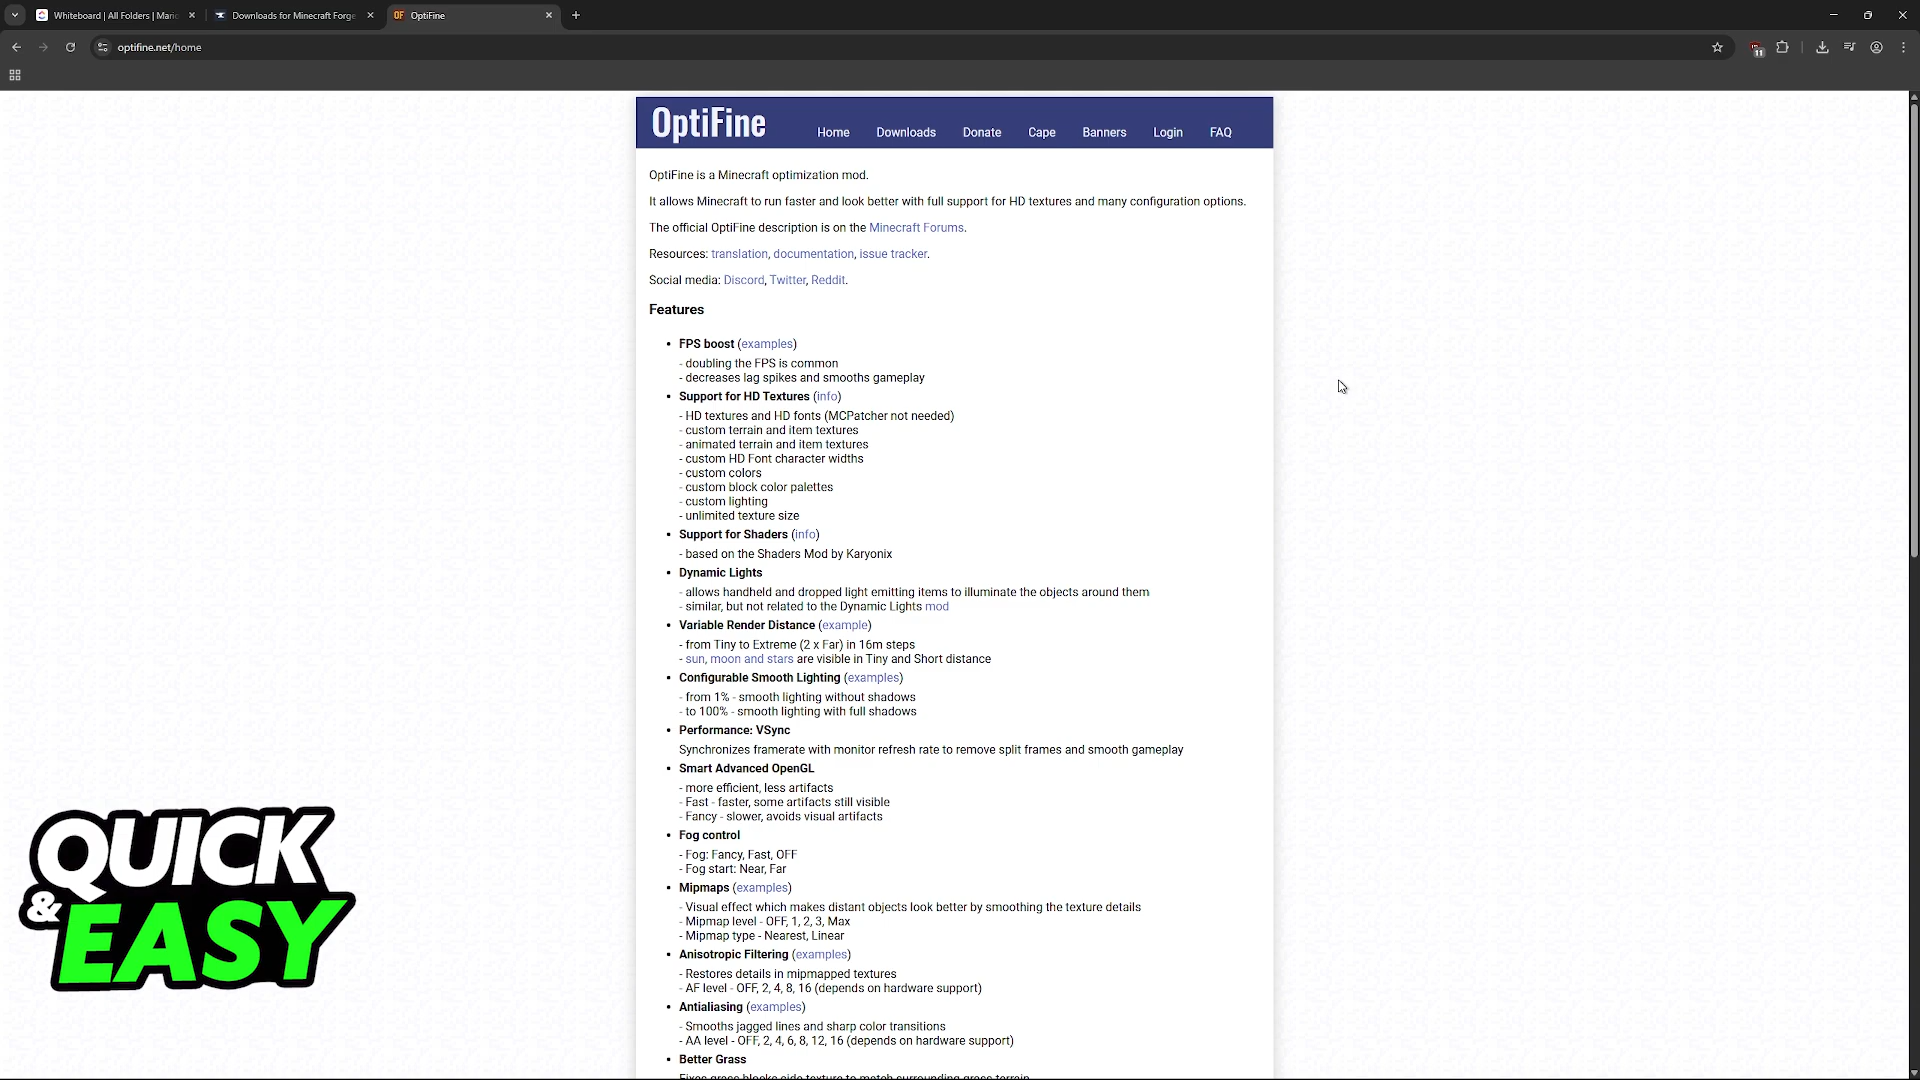 Whiteboard | All Folders | Maric
Downloads for Minecraft Forge
OF OptiFine
optifine.net/home
11
OptiFine
Home Downloads Donate Cape Banners Login FAQ
OptiFine is a Minecraft optimization mod.
It allows Minecraft to run faster and look better with full support for HD textures and many configuration options.
The official OptiFine description is on the Minecraft Forums.
Resources: translation, documentation, issue tracker.
Social media: Discord, Twitter, Reddit.
Features
• FPS boost (examples)
- doubling the FPS is common
- decreases lag spikes and smooths gameplay
• Support for HD Textures (info)
- HD textures and HD fonts (MCPatcher not needed)
- custom terrain and item textures
- animated terrain and item textures
- custom HD Font character widths
- custom colors
- custom block color palettes
- custom lighting
- unlimited texture size
• Support for Shaders (info)
- based on the Shaders Mod by Karyonix
• Dynamic Lights
- allows handheld and dropped light emitting items to illuminate the objects around them
- similar, but not related to the Dynamic Lights mod
• Variable Render Distance (example)
- from Tiny to Extreme (2 x Far) in 16m steps
- sun, moon and stars are visible in Tiny and Short distance
• Configurable Smooth Lighting (examples)
- from 1% - smooth lighting without shadows
- to 100% - smooth lighting with full shadows
• Performance: VSync
Synchronizes framerate with monitor refresh rate to remove split frames and smooth gameplay
• Smart Advanced OpenGL
- more efficient, less artifacts
- Fast - faster, some artifacts still visible
- Fancy - slower, avoids visual artifacts
• Fog control
- Fog: Fancy, Fast, OFF
- Fog start: Near, Far
• Mipmaps (examples)
- Visual effect which makes distant objects look better by smoothing the texture details
- Mipmap level - OFF, 1, 2, 3, Max
- Mipmap type - Nearest, Linear
• Anisotropic Filtering (examples)
- Restores details in mipmapped textures
- AF level - OFF, 2, 4, 8, 16 (depends on hardware support)
• Antialiasing (examples)
- Smooths jagged lines and sharp color transitions
- AA level - OFF, 2, 4, 6, 8, 12, 16 (depends on hardware support)
• Better Grass
Fixes grass blocks side texture to match surrounding grass terrain
QUICK
& EASY